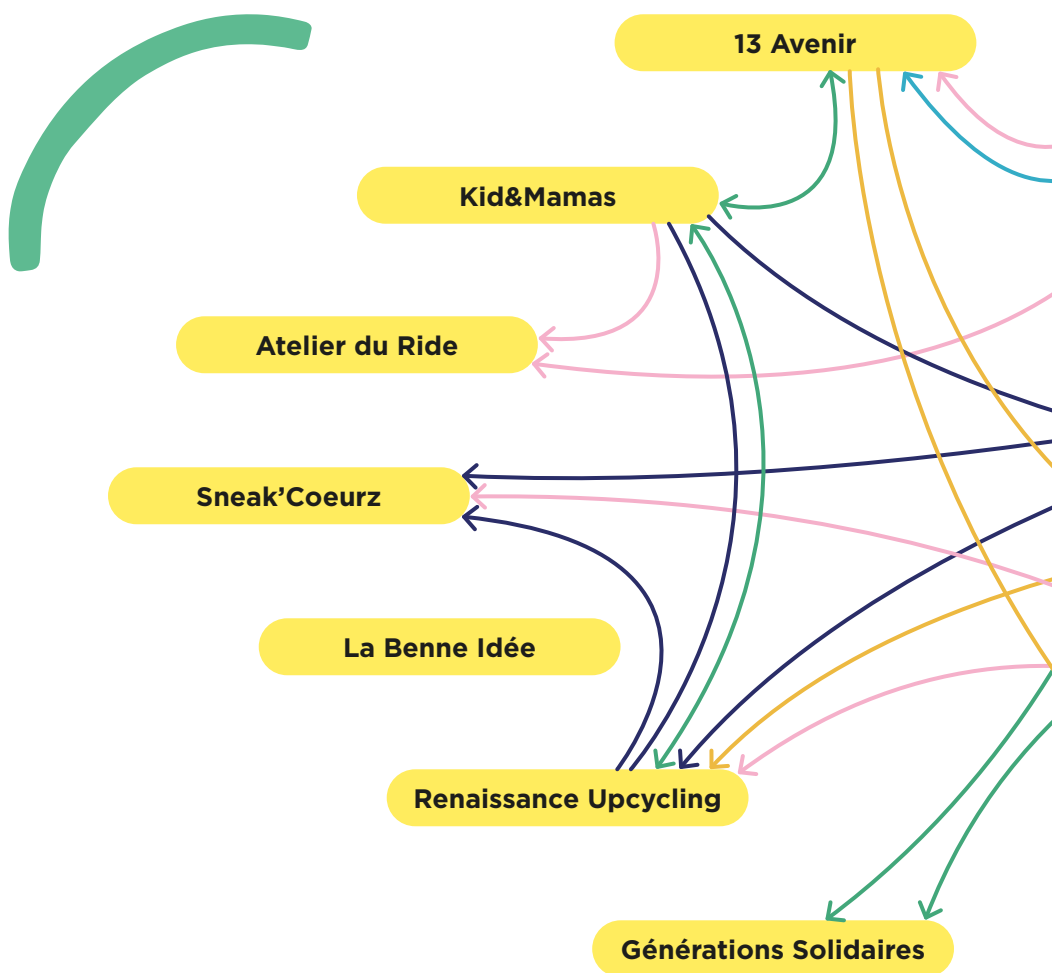 13 Avenir
Kid&Mamas
Atelier du Ride
Sneak’Coeurz
La Benne Idée
Renaissance Upcycling
Générations Solidaires